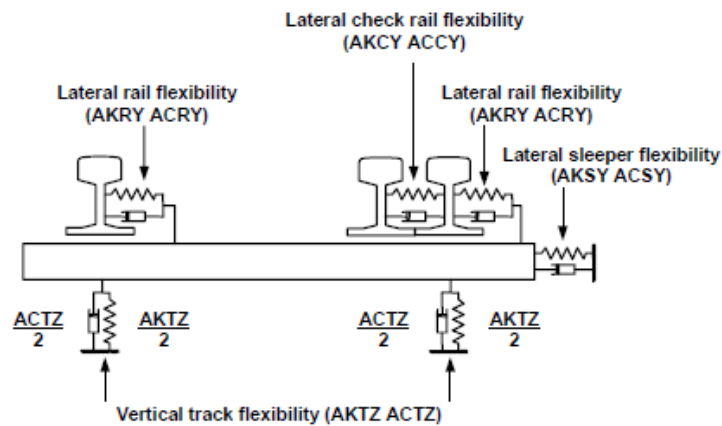 Lateral check rail flexibility
(AKCY ACCY)
Lateral rail flexibility
(AKRY ACRY)
Lateral rail flexibility
(AKRY ACRY)
Lateral sleeper flexibility
(AKSY ACSY)
ACTZ
2
AKTZ
2
ACTZ
2
AKTZ
2
Vertical track flexibility (AKTZ ACTZ)